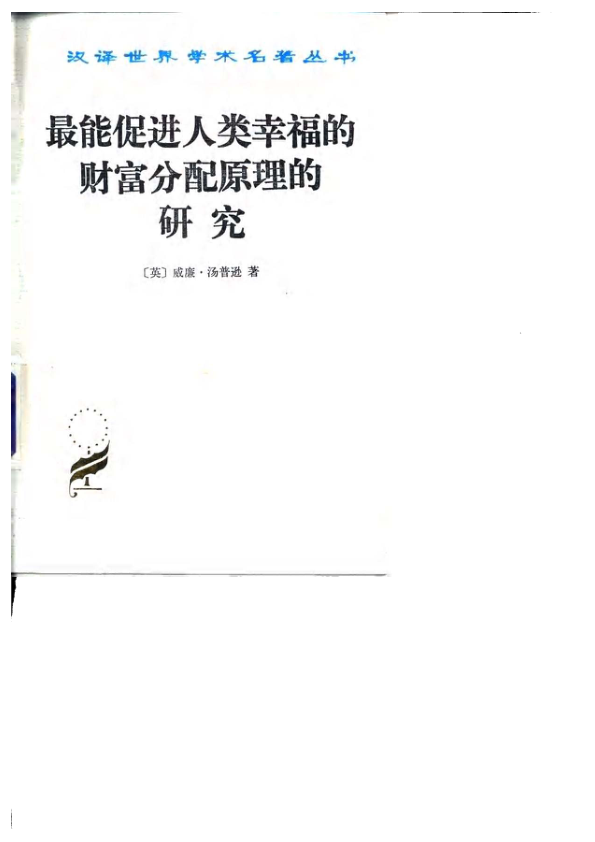 汉译世界学术名著丛书
最能促进人类幸福的
财富分配原理的
研究
〔英〕威廉·汤普逊 著